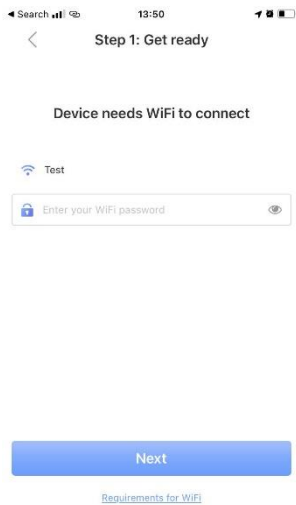 Search 13:50
Step 1: Get ready
Device needs WiFi to connect
Test
Enter your WiFi password
Next
Requirements for WiFi